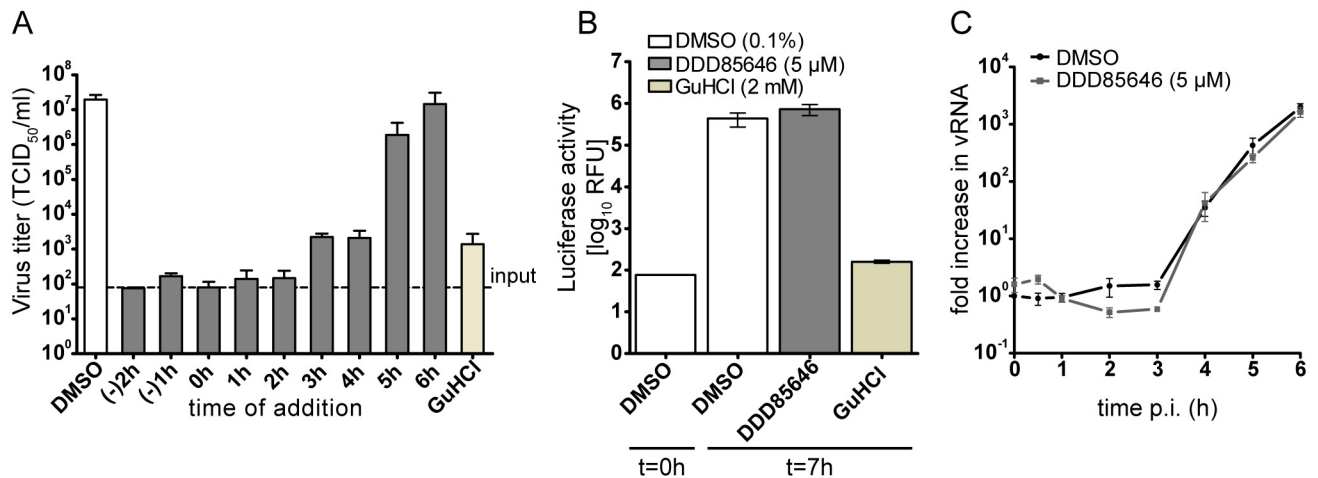 A
Virus titer (TCID50/ml)
10^8
10^7
10^6
10^5
10^4
10^3
10^2
10^1
10^0
input
DMSO
(-)2h
(-)1h
0h
1h
2h
3h
4h
5h
6h
GuHCl
time of addition
B
DMSO (0.1%)
DDD85646 (5 µM)
GuHCl (2 mM)
Luciferase activity
[log10 RFU]
7
6
5
4
3
2
1
0
DMSO
DMSO
DDD85646
GuHCl
t=0h
t=7h
C
DMSO
DDD85646 (5 µM)
fold increase in vRNA
10^4
10^3
10^2
10^1
10^0
10^-1
0
1
2
3
4
5
6
time p.i. (h)